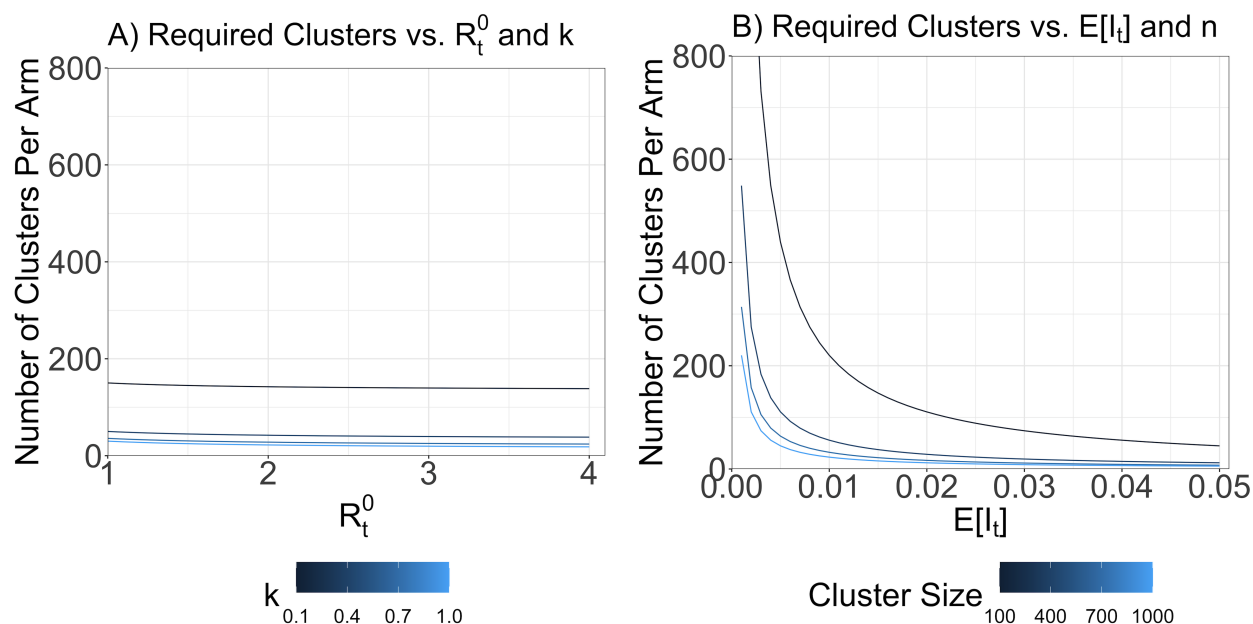 A) Required Clusters vs. R_t^0 and k
Number of Clusters Per Arm
800
600
400
200
0
1 2 3 4
R_t^0
k
0.1 0.4 0.7 1.0
B) Required Clusters vs. E[I_t] and n
Number of Clusters Per Arm
800
600
400
200
0
0.00 0.01 0.02 0.03 0.04 0.05
E[I_t]
Cluster Size
100 400 700 1000